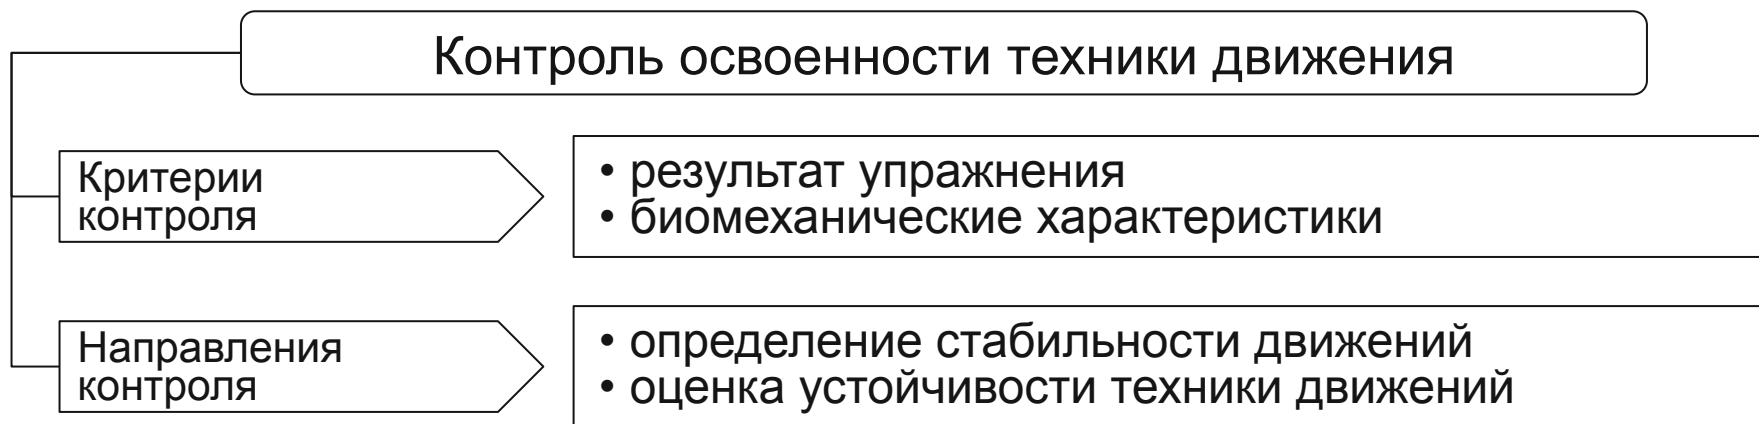 Контроль освоенности техники движения
Критерии
контроля
• результат упражнения
• биомеханические характеристики
Направления
контроля
• определение стабильности движений
• оценка устойчивости техники движений